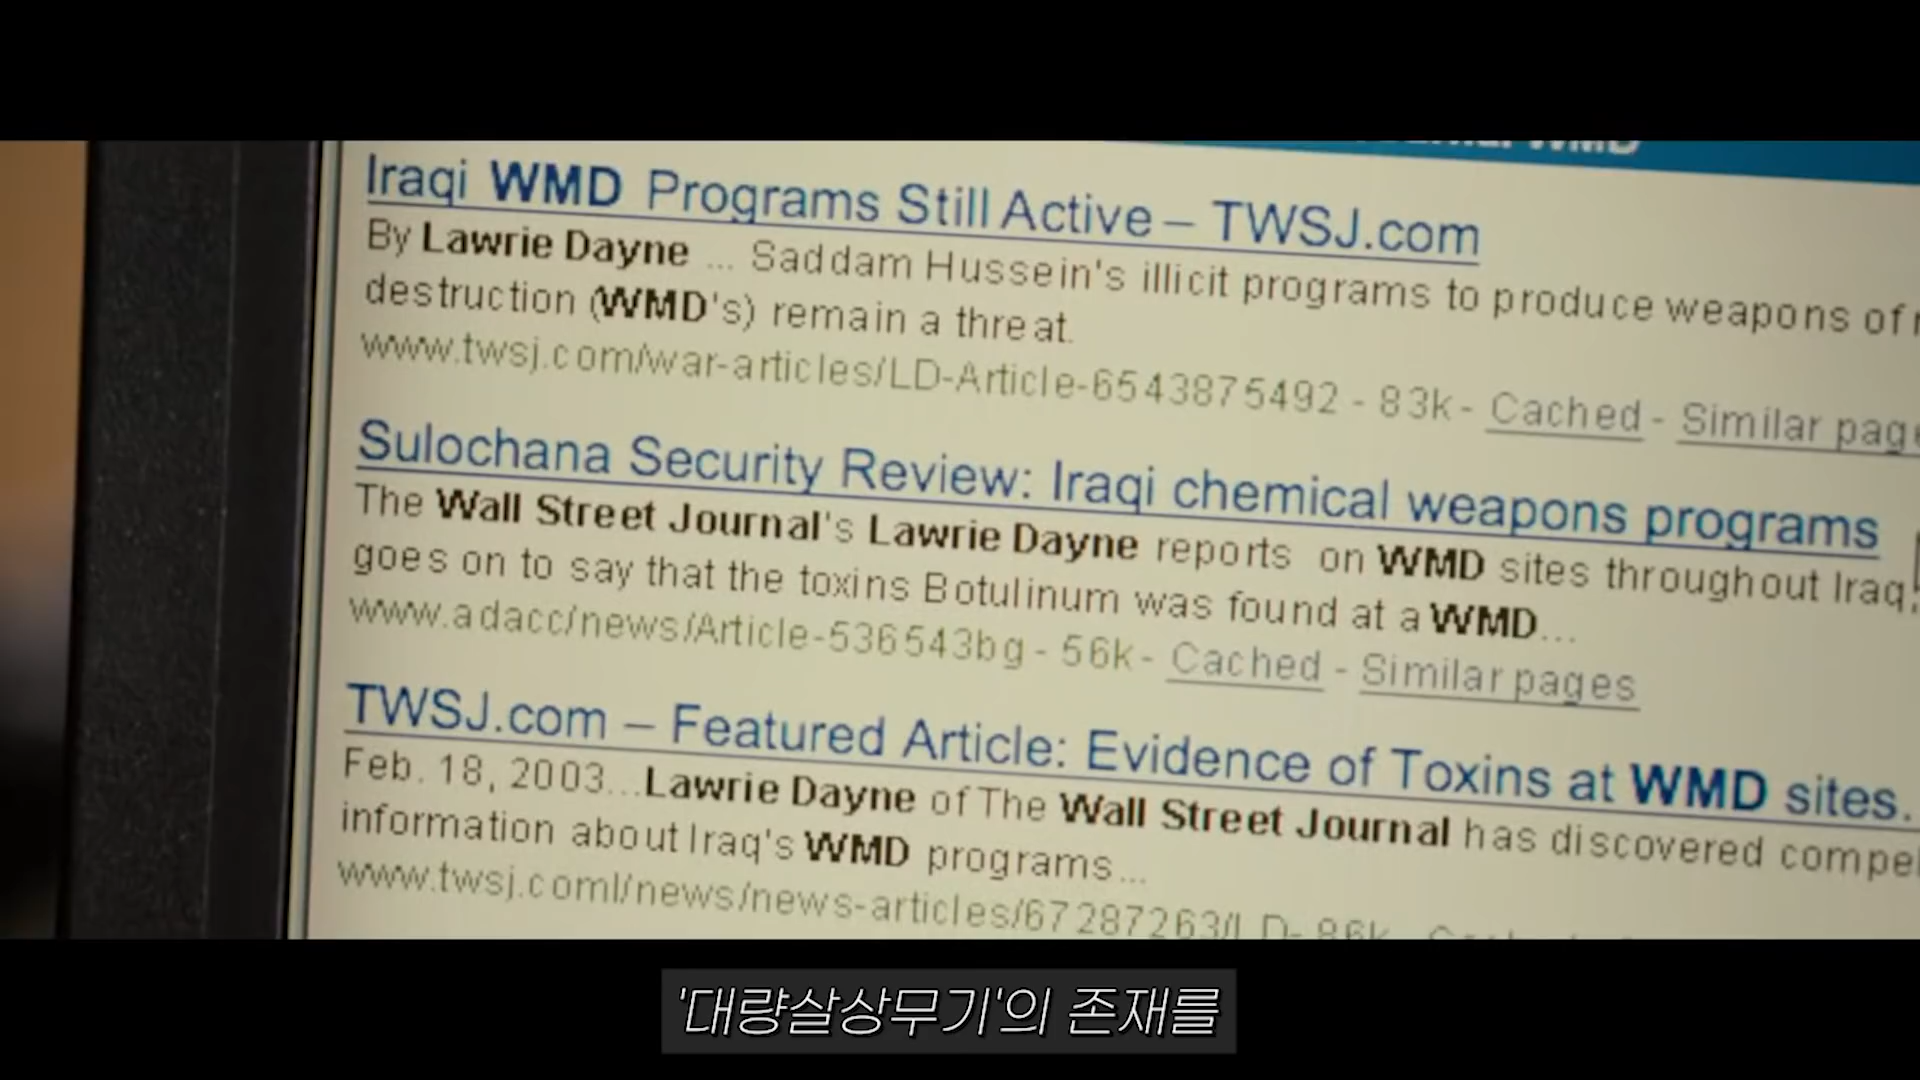 WMD
Iraqi WMD Programs Still Active – TWSJ.com
By Lawrie Dayne ... Saddam Hussein's illicit programs to produce weapons of
destruction (WMD's) remain a threat.
www.twsj.com/war-articles/LD-Article-6543875492 - 83k - Cached - Similar
Sulochana Security Review: Iraqi chemical weapons programs
The Wall Street Journal's Lawrie Dayne reports on WMD sites throughout Iraq,
goes on to say that the toxins Botulinum was found at a WMD...
www.adacc/news/Article-536543bg - 56k - Cached - Similar pages
TWSJ.com – Featured Article: Evidence of Toxins at WMD sites.
Feb. 18, 2003...Lawrie Dayne of The Wall Street Journal has discovered
information about Iraq's WMD programs...
www.twsj.coml/news/news-articles/67287263/LD- 86k
'대량살상무기'의 존재를